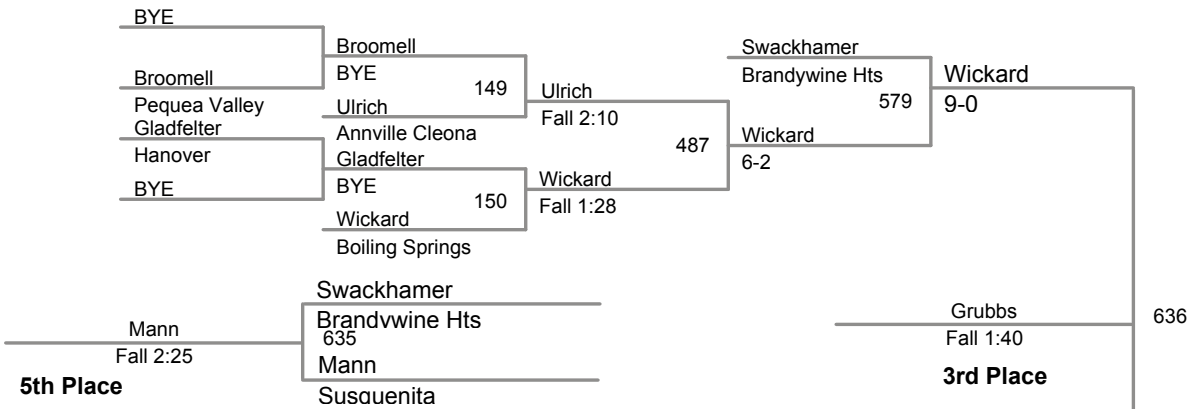 BYE
Broomell
Pequea Valley
Gladfelter
Hanover
BYE
Broomell
BYE
149
Ulrich
Annville Cleona
Gladfelter
BYE
150
Wickard
Boiling Springs
Ulrich
Fall 2:10
487
Wickard
Fall 1:28
Swackhamer
Brandywine Hts
579
Wickard
6-2
Wickard
9-0
Swackhamer
Brandywine Hts
635
Mann
Susquenita
Mann
Fall 2:25
5th Place
Grubbs
Fall 1:40
3rd Place
636